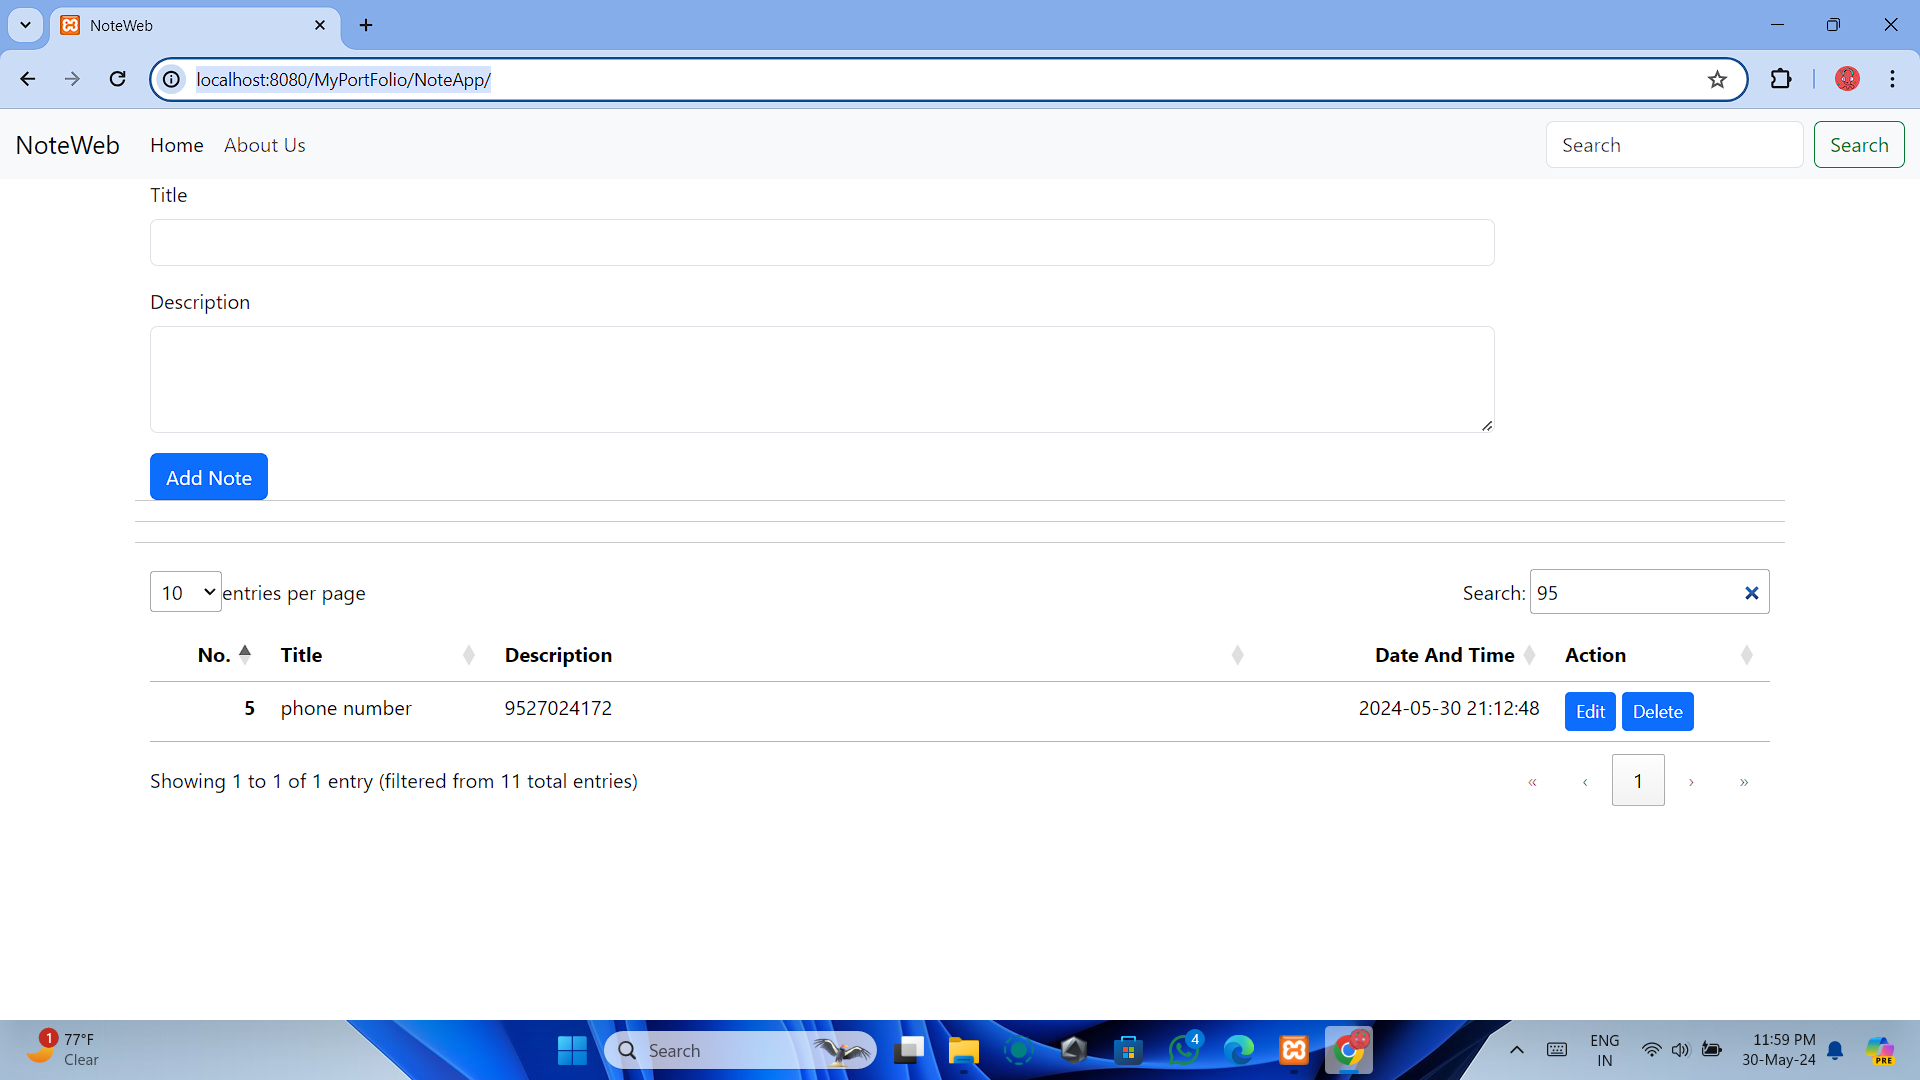 NoteWeb
localhost:8080/MyPortFolio/NoteApp/
NoteWeb Home About Us Search Search
Title
Description
Add Note
10 entries per page Search: 95
No. Title Description Date And Time Action
5 phone number 9527024172 2024-05-30 21:12:48 Edit Delete
Showing 1 to 1 of 1 entry (filtered from 11 total entries) « ‹ 1 › »
1 77°F
Clear
Search
4
PRE
ENG
IN
11:59 PM
30-May-24